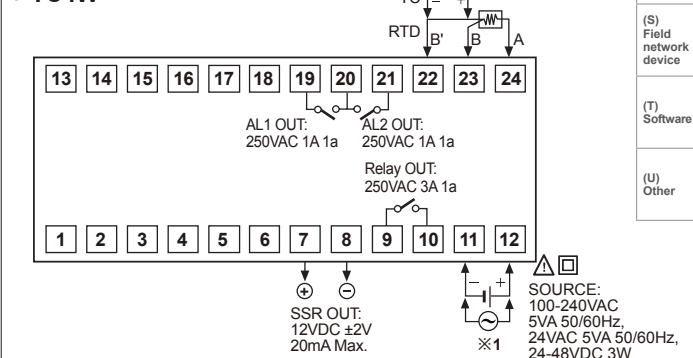 RTD B' B A
13 14 15 16 17 18 19 20 21 22 23 24
AL1 OUT:
250VAC 1A 1a
AL2 OUT:
250VAC 1A 1a
Relay OUT:
250VAC 3A 1a
1 2 3 4 5 6 7 8 9 10 11 12
− +
SSR OUT:
12VDC ±2V
20mA Max.
※1
SOURCE:
100-240VAC
5VA 50/60Hz,
24VAC 5VA 50/60Hz,
24-48VDC 3W
(S)
Field
network
device
(T)
Software
(U)
Other